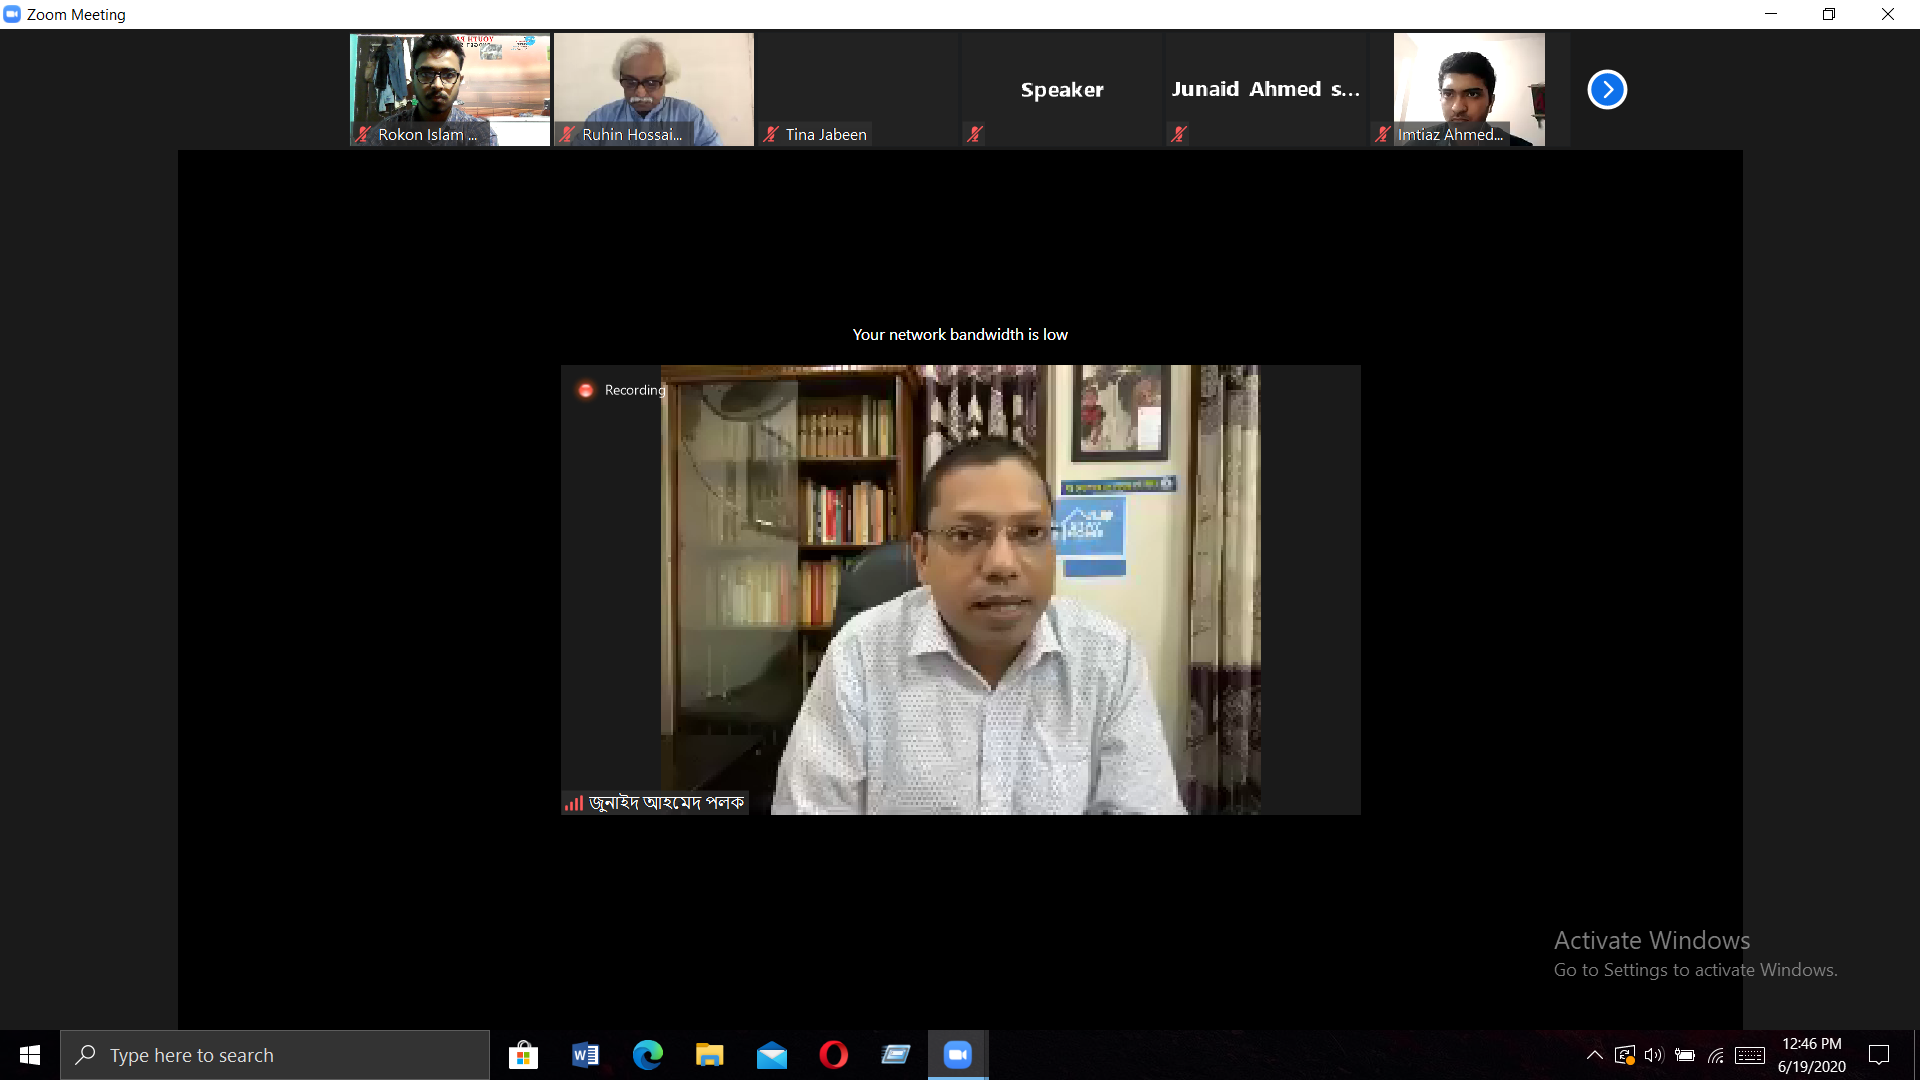 Zoom Meeting
Rokon Islam ...
Ruhin Hossai...
Tina Jabeen
Speaker
Junaid Ahmed s...
Imtiaz Ahmed...
Your network bandwidth is low
Recording
STAY
HOME
জুনাইদ আহমেদ পলক
Activate Windows
Go to Settings to activate Windows.
Type here to search
12:46 PM
6/19/2020